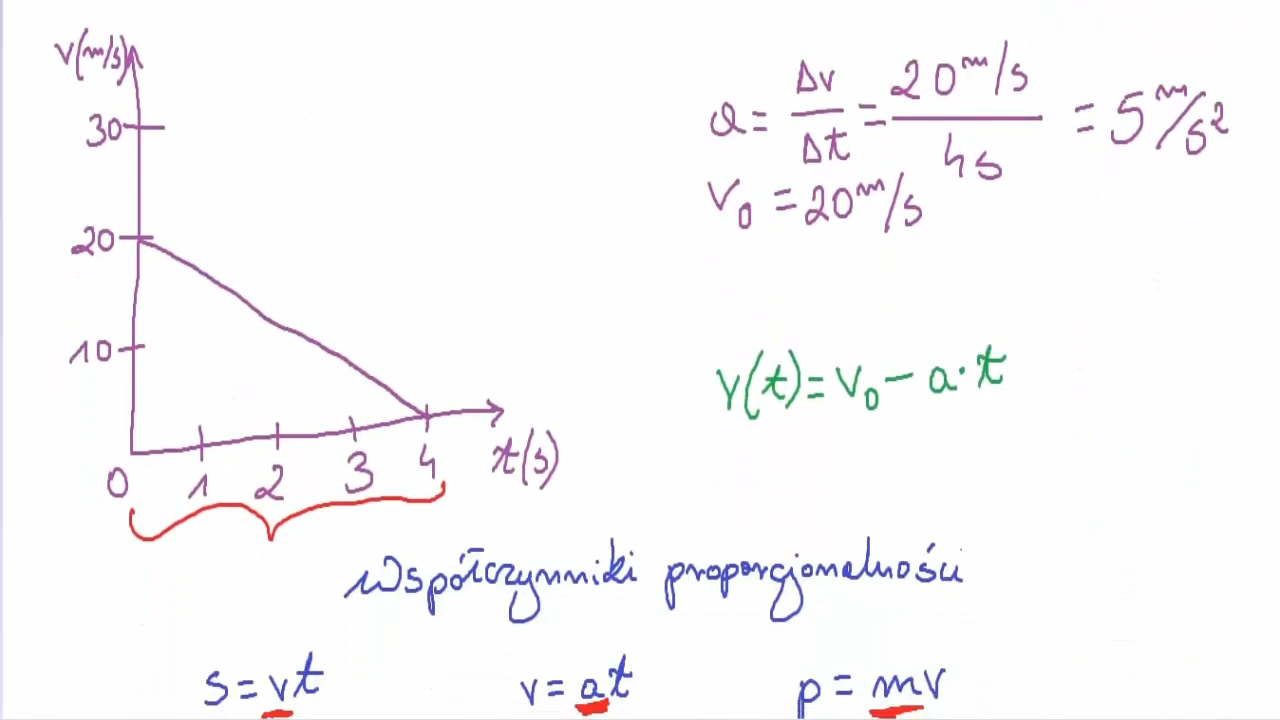 v(m/s)
30
20
10
0 1 2 3 4 t(s)
a = Δv/Δt = 20 m/s / 4s = 5 m/s²
v₀ = 20 m/s
v(t) = v₀ - a·t
Współczynniki proporcjonalności
s = vt v = at p = mv